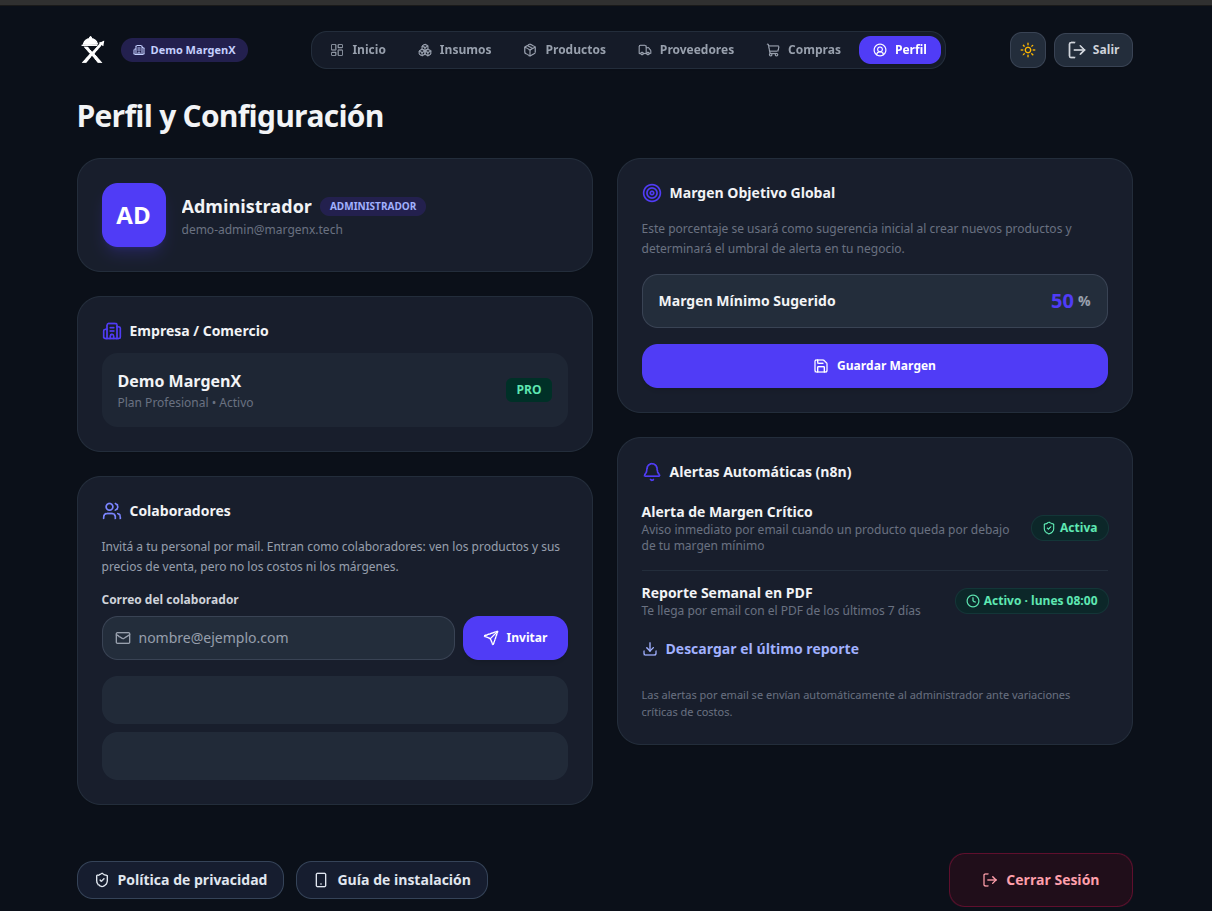 Demo MargenX
Inicio
Insumos
Productos
Proveedores
Compras
Perfil
Salir
Perfil y Configuración
AD
Administrador
ADMINISTRADOR
demo-admin@margenx.tech
Empresa / Comercio
Demo MargenX
Plan Profesional • Activo
PRO
Colaboradores
Invitá a tu personal por mail. Entran como colaboradores: ven los productos y sus
precios de venta, pero no los costos ni los márgenes.
Correo del colaborador
nombre@ejemplo.com
Invitar
Margen Objetivo Global
Este porcentaje se usará como sugerencia inicial al crear nuevos productos y
determinará el umbral de alerta en tu negocio.
Margen Mínimo Sugerido
50 %
Guardar Margen
Alertas Automáticas (n8n)
Alerta de Margen Crítico
Aviso inmediato por email cuando un producto queda por debajo
de tu margen mínimo
Activa
Reporte Semanal en PDF
Te llega por email con el PDF de los últimos 7 días
Activo · lunes 08:00
Descargar el último reporte
Las alertas por email se envían automáticamente al administrador ante variaciones
críticas de costos.
Política de privacidad
Guía de instalación
Cerrar Sesión